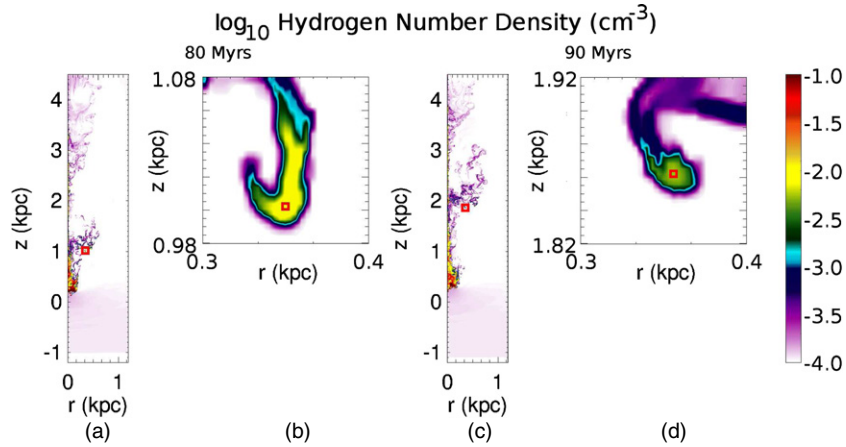 log10 Hydrogen Number Density (cm-3)
80 Myrs
90 Myrs
z (kpc)
4
3
2
1
0
-1
0 1
r (kpc)
(a)
1.08
z (kpc)
0.98
0.3 0.4
r (kpc)
(b)
z (kpc)
4
3
2
1
0
-1
0 1
r (kpc)
(c)
1.92
z (kpc)
1.82
0.3 0.4
r (kpc)
(d)
-1.0
-1.5
-2.0
-2.5
-3.0
-3.5
-4.0